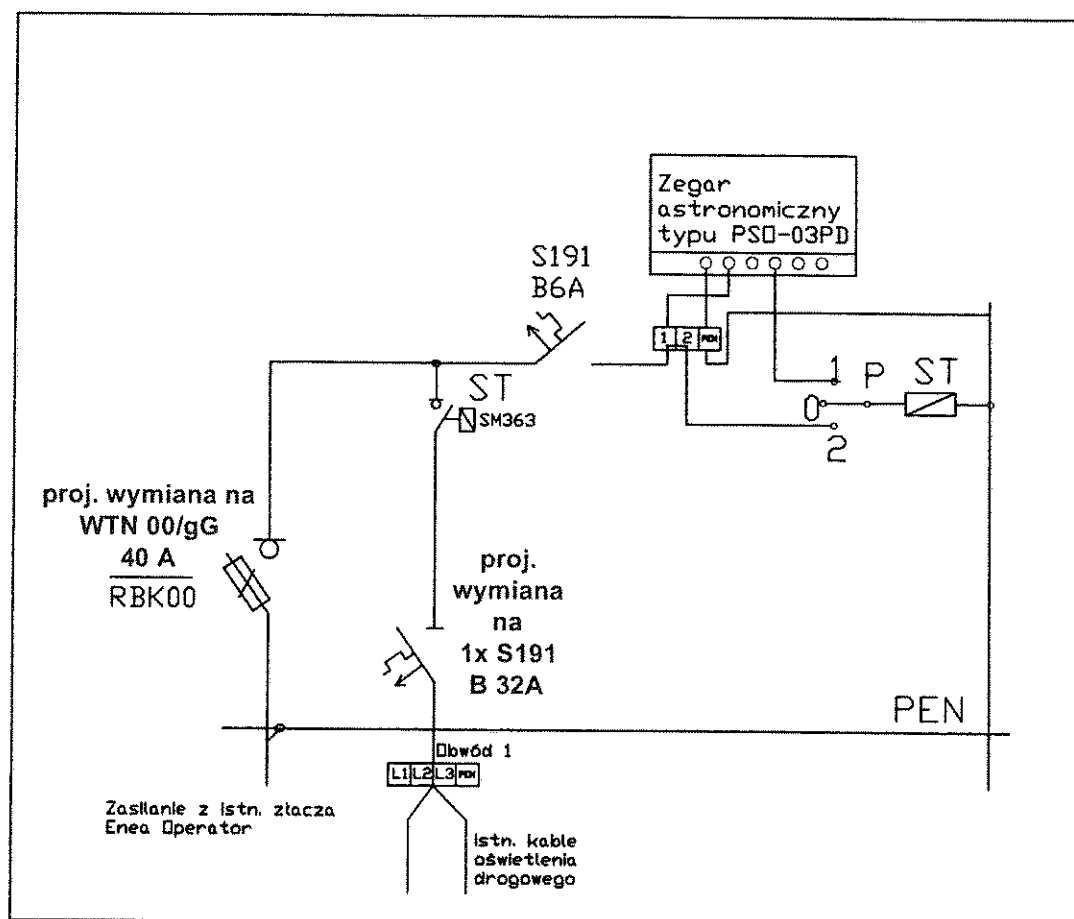 Zegar
astronomiczny
typu PSO-03PD
S191
B6A
1 2 PEN
ST
SM363
1
P
ST
0
2
proj. wymiana na
WTN 00/gG
40 A
RBK00
proj.
wymiana
na
1x S191
B 32A
PEN
Obwód 1
L1 L2 L3 PEN
Zasilanie z istn. złącza
Enea Operator
istn. kable
oświetlenia
drogowego